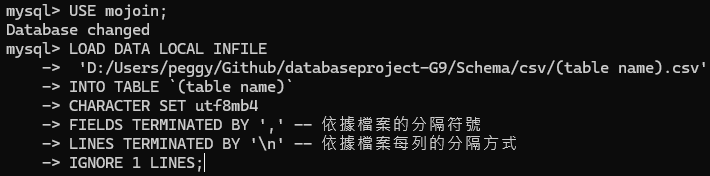 mysql> USE mojoin;
Database changed
mysql> LOAD DATA LOCAL INFILE
    ->  'D:/Users/peggy/Github/databaseproject-G9/Schema/csv/(table name).csv'
    -> INTO TABLE `(table name)`
    -> CHARACTER SET utf8mb4
    -> FIELDS TERMINATED BY ',' -- 依據檔案的分隔符號
    -> LINES TERMINATED BY '\n' -- 依據檔案每列的分隔方式
    -> IGNORE 1 LINES;